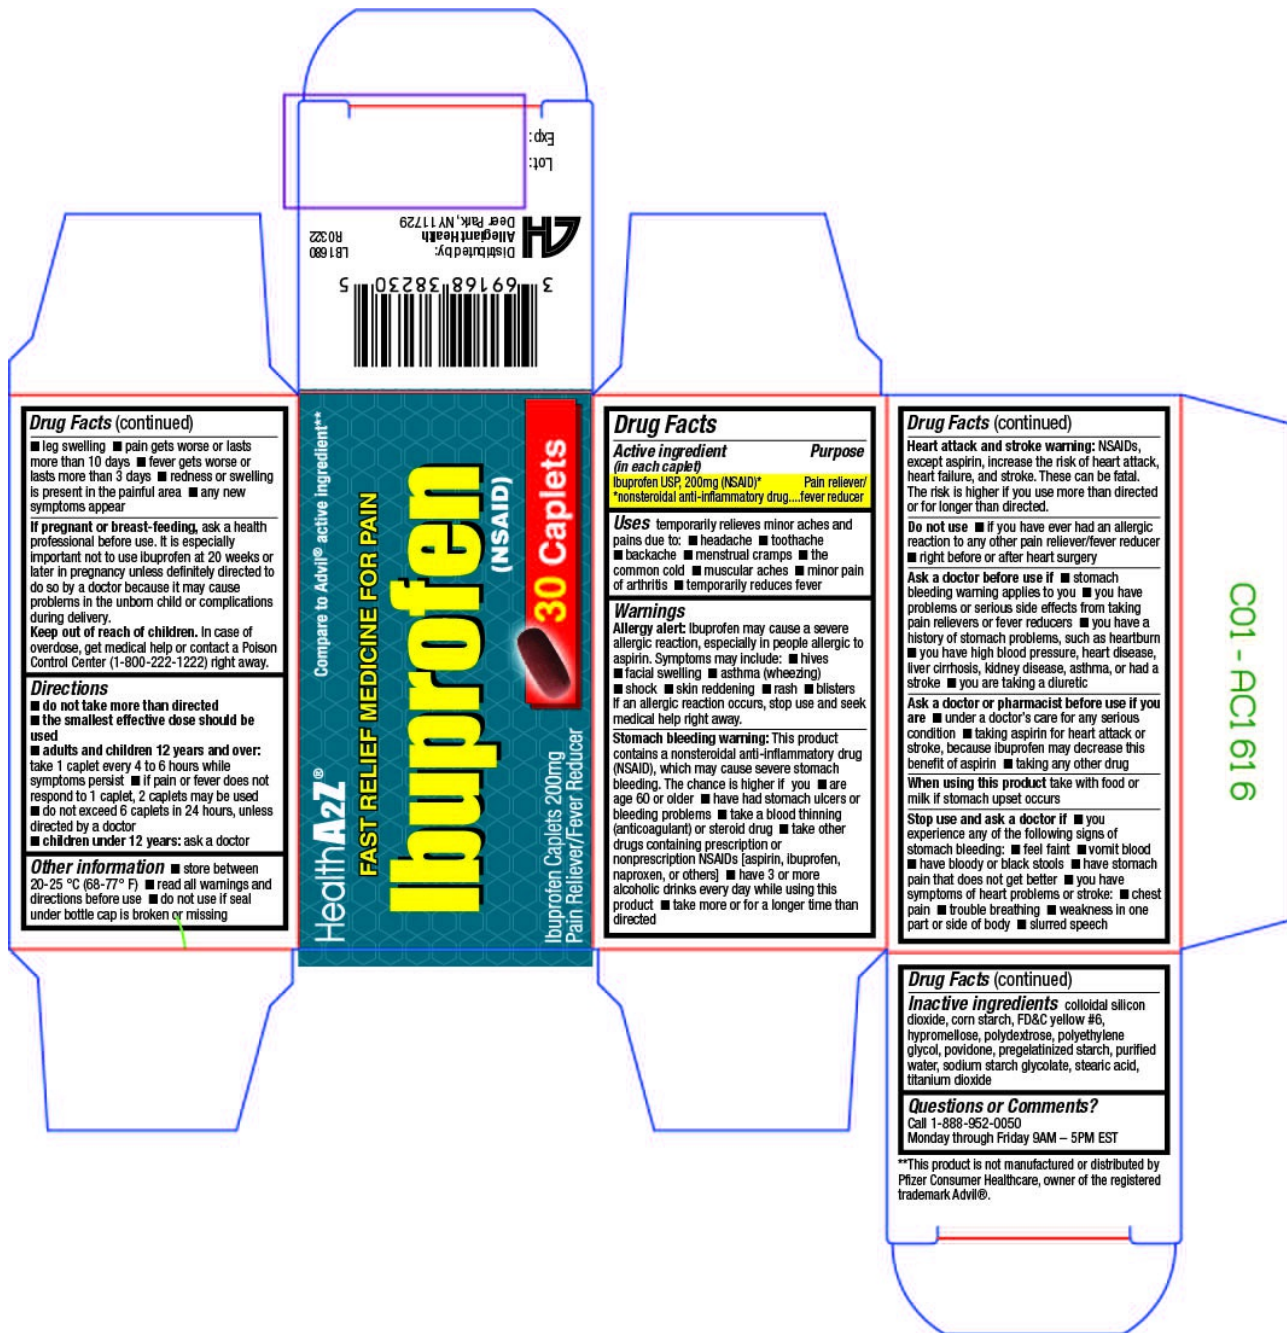 Exp:
Lot:
Distributed by:
Allegiant Health
Deer Park, NY 11729
LB1680
R0322
3 69168 38230 5
Drug Facts (continued)
■ leg swelling ■ pain gets worse or lasts
more than 10 days ■ fever gets worse or
lasts more than 3 days ■ redness or swelling
is present in the painful area ■ any new
symptoms appear
If pregnant or breast-feeding, ask a health
professional before use. It is especially
important not to use ibuprofen at 20 weeks or
later in pregnancy unless definitely directed to
do so by a doctor because it may cause
problems in the unborn child or complications
during delivery.
Keep out of reach of children. In case of
overdose, get medical help or contact a Poison
Control Center (1-800-222-1222) right away.
Directions
■ do not take more than directed
■ the smallest effective dose should be
used
■ adults and children 12 years and over:
take 1 caplet every 4 to 6 hours while
symptoms persist ■ if pain or fever does not
respond to 1 caplet, 2 caplets may be used
■ do not exceed 6 caplets in 24 hours, unless
directed by a doctor
■ children under 12 years: ask a doctor
Other information ■ store between
20-25 °C (68-77° F) ■ read all warnings and
directions before use ■ do not use if seal
under bottle cap is broken or missing
HealthA2Z®
Compare to Advil® active ingredient**
FAST RELIEF MEDICINE FOR PAIN
Ibuprofen
(NSAID)
30 Caplets
Ibuprofen Caplets 200mg
Pain Reliever/Fever Reducer
Drug Facts
Active ingredient Purpose
(in each caplet)
Ibuprofen USP, 200mg (NSAID)* Pain reliever/
*nonsteroidal anti-inflammatory drug....fever reducer
Uses temporarily relieves minor aches and
pains due to: ■ headache ■ toothache
■ backache ■ menstrual cramps ■ the
common cold ■ muscular aches ■ minor pain
of arthritis ■ temporarily reduces fever
Warnings
Allergy alert: Ibuprofen may cause a severe
allergic reaction, especially in people allergic to
aspirin. Symptoms may include: ■ hives
■ facial swelling ■ asthma (wheezing)
■ shock ■ skin reddening ■ rash ■ blisters
If an allergic reaction occurs, stop use and seek
medical help right away.
Stomach bleeding warning: This product
contains a nonsteroidal anti-inflammatory drug
(NSAID), which may cause severe stomach
bleeding. The chance is higher if you ■ are
age 60 or older ■ have had stomach ulcers or
bleeding problems ■ take a blood thinning
(anticoagulant) or steroid drug ■ take other
drugs containing prescription or
nonprescription NSAIDs [aspirin, ibuprofen,
naproxen, or others] ■ have 3 or more
alcoholic drinks every day while using this
product ■ take more or for a longer time than
directed
Drug Facts (continued)
Heart attack and stroke warning: NSAIDs,
except aspirin, increase the risk of heart attack,
heart failure, and stroke. These can be fatal.
The risk is higher if you use more than directed
or for longer than directed.
Do not use ■ if you have ever had an allergic
reaction to any other pain reliever/fever reducer
■ right before or after heart surgery
Ask a doctor before use if ■ stomach
bleeding warning applies to you ■ you have
problems or serious side effects from taking
pain relievers or fever reducers ■ you have a
history of stomach problems, such as heartburn
■ you have high blood pressure, heart disease,
liver cirrhosis, kidney disease, asthma, or had a
stroke ■ you are taking a diuretic
Ask a doctor or pharmacist before use if you
are ■ under a doctor's care for any serious
condition ■ taking aspirin for heart attack or
stroke, because ibuprofen may decrease this
benefit of aspirin ■ taking any other drug
When using this product take with food or
milk if stomach upset occurs
Stop use and ask a doctor if ■ you
experience any of the following signs of
stomach bleeding: ■ feel faint ■ vomit blood
■ have bloody or black stools ■ have stomach
pain that does not get better ■ you have
symptoms of heart problems or stroke: ■ chest
pain ■ trouble breathing ■ weakness in one
part or side of body ■ slurred speech
C01-AC1616
Drug Facts (continued)
Inactive ingredients colloidal silicon
dioxide, corn starch, FD&C yellow #6,
hypromellose, polydextrose, polyethylene
glycol, povidone, pregelatinized starch, purified
water, sodium starch glycolate, stearic acid,
titanium dioxide
Questions or Comments?
Call 1-888-952-0050
Monday through Friday 9AM – 5PM EST
**This product is not manufactured or distributed by
Pfizer Consumer Healthcare, owner of the registered
trademark Advil®.